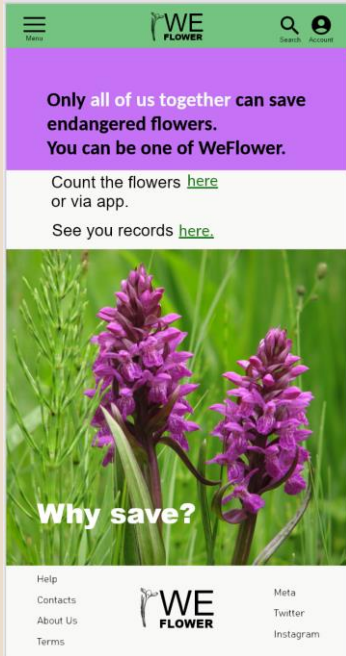 Menu
WE
FLOWER
Search
Account
Only all of us together can save
endangered flowers.
You can be one of WeFlower.
Count the flowers here
or via app.
See you records here.
Why save?
Help
Contacts
About Us
Terms
WE
FLOWER
Meta
Twitter
Instagram